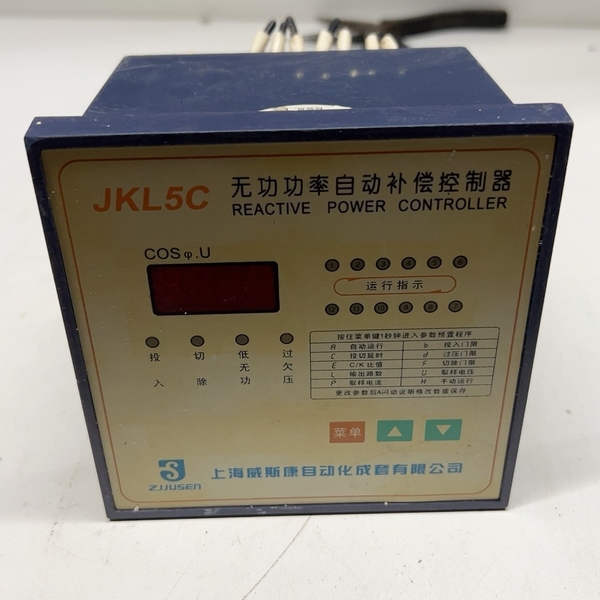 JKL5C
无功功率自动补偿控制器
REACTIVE POWER CONTROLLER
COSφ.U
1 2 3 4 5 6
运行指示
12 11 10 9 8 7
投入
切除
低无功
过欠压
按住菜单键1秒钟进入参数预置程序
A 自动运行 b 投入门限
C 投切延时 d 过压门限
E C/K比值 F 切除门限
L 输出路数 U 取样电压
P 取样电流 H 手动运行
更改参数后A闪动说明修改数据保存
菜单
ZJJUSEN
上海威斯康自动化成套有限公司